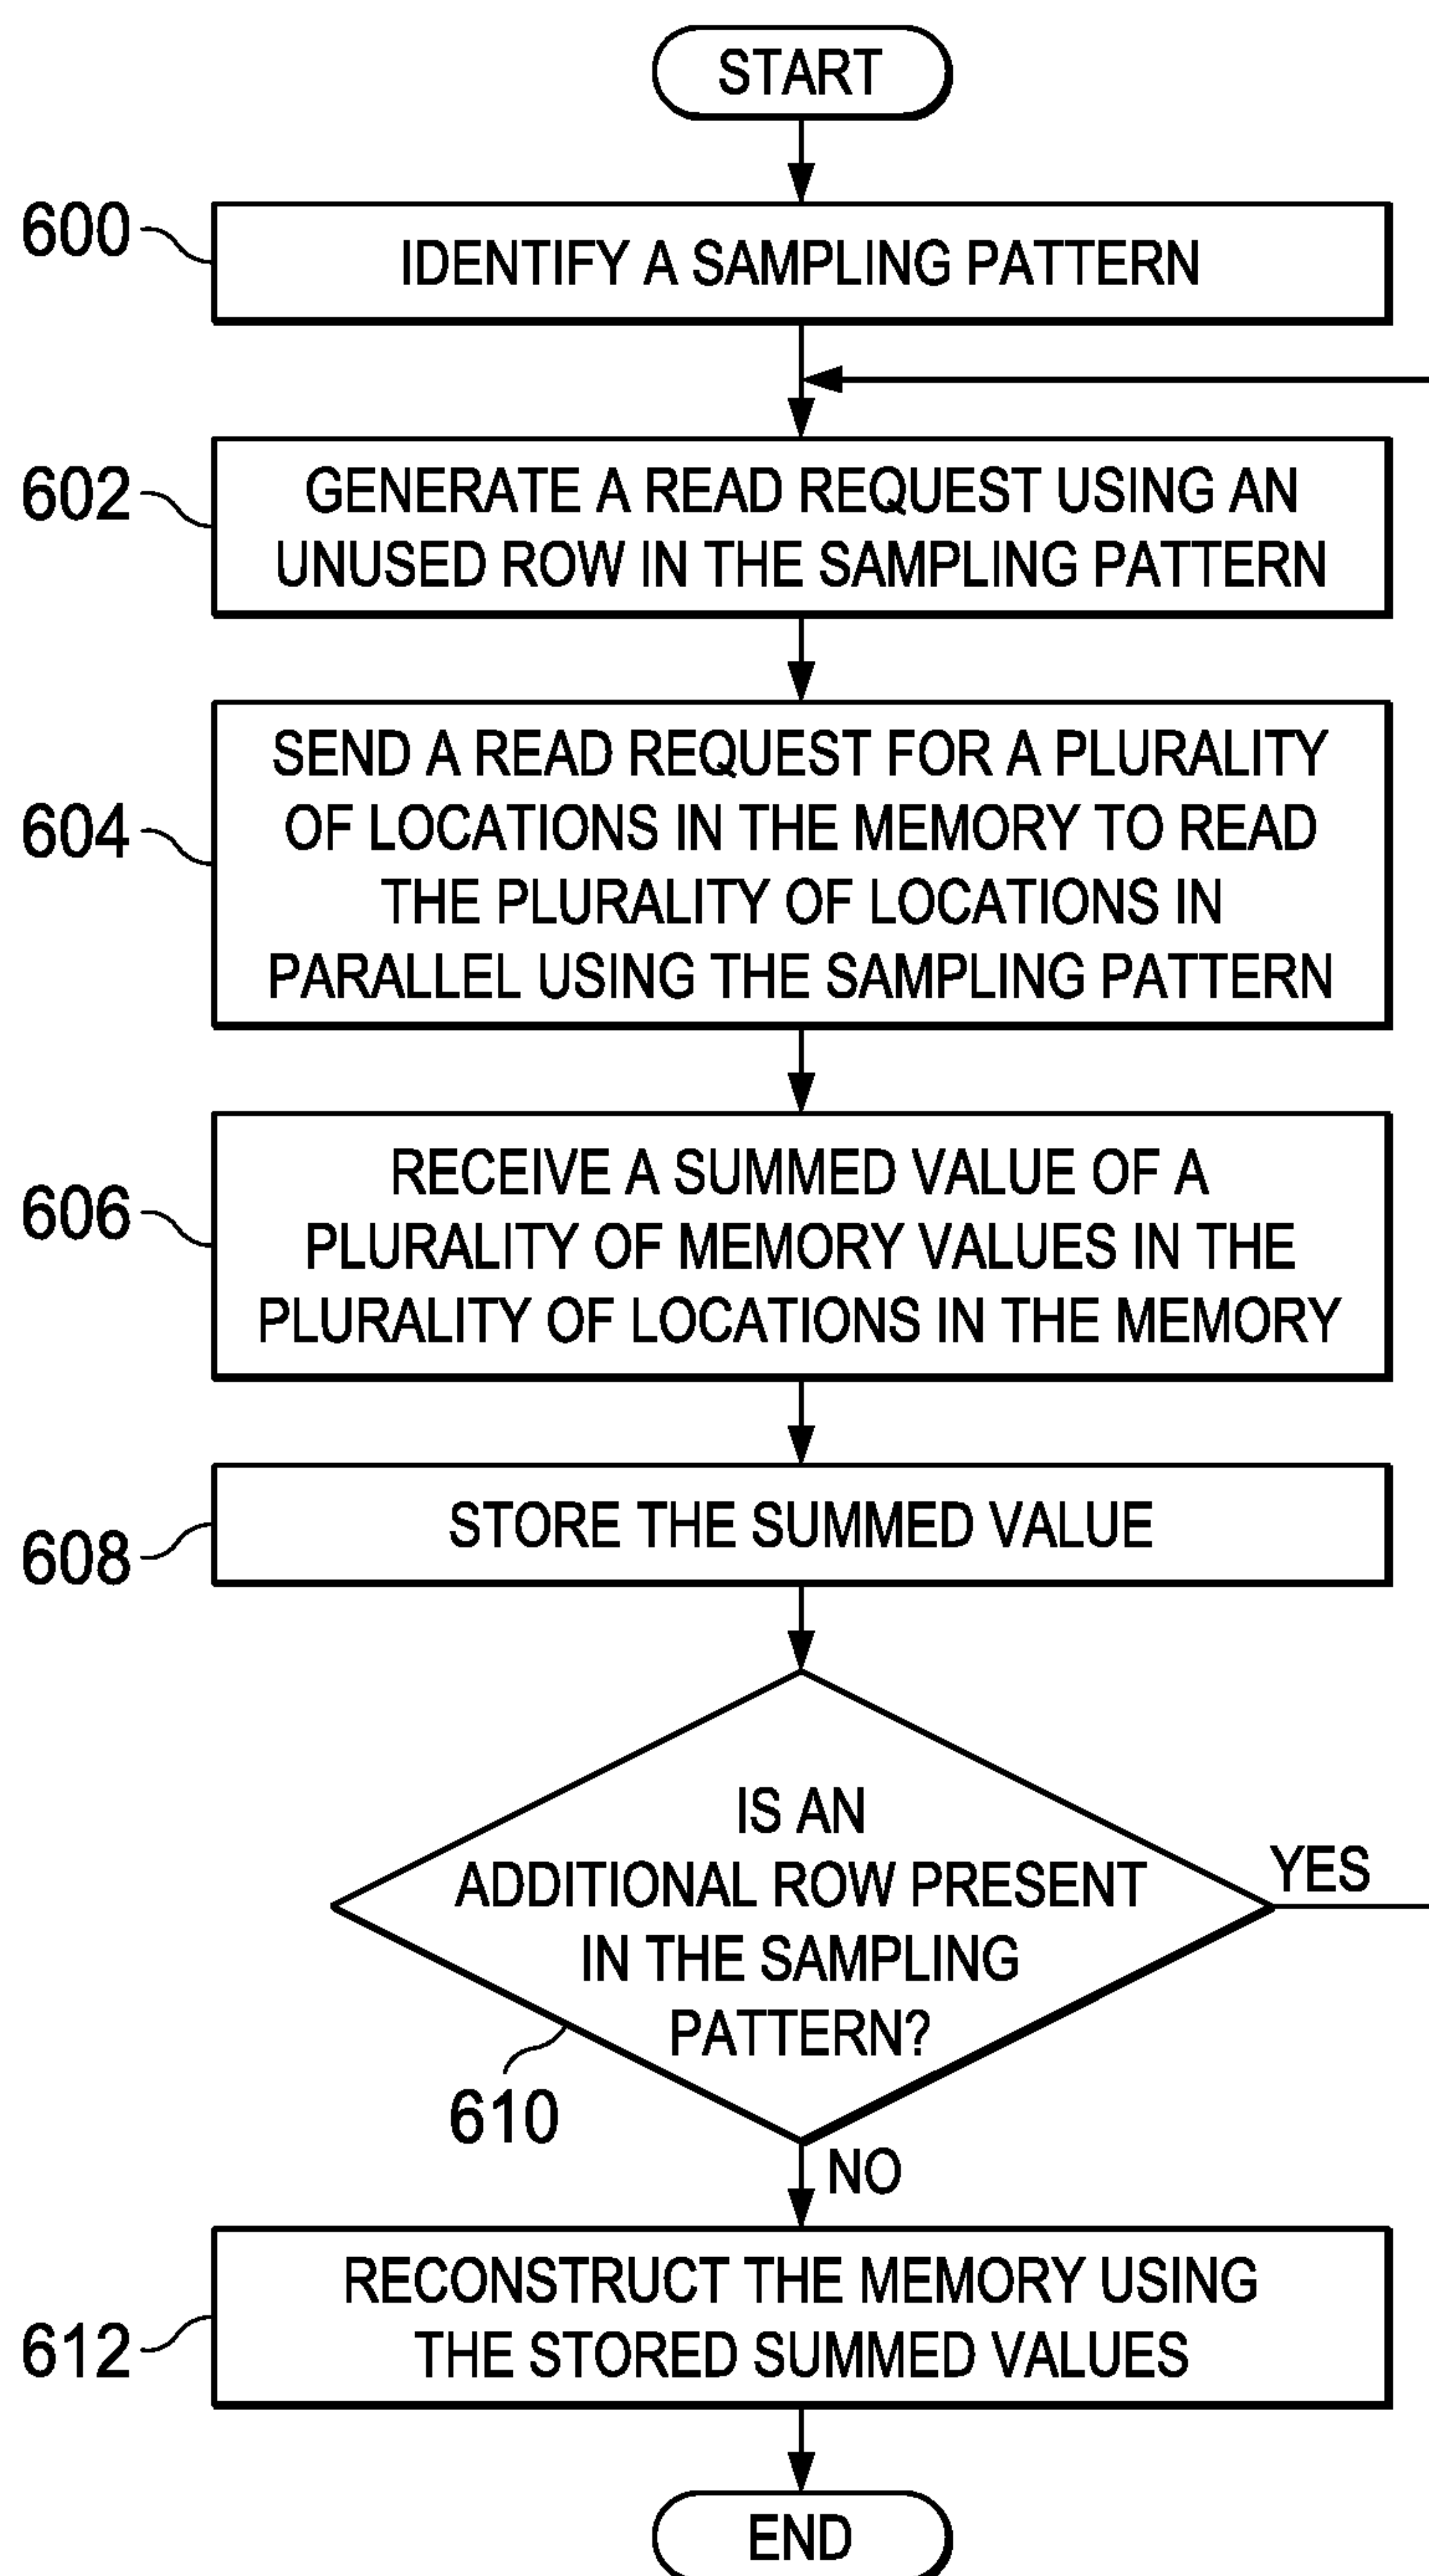 START
600
IDENTIFY A SAMPLING PATTERN
602
GENERATE A READ REQUEST USING AN
UNUSED ROW IN THE SAMPLING PATTERN
604
SEND A READ REQUEST FOR A PLURALITY
OF LOCATIONS IN THE MEMORY TO READ
THE PLURALITY OF LOCATIONS IN
PARALLEL USING THE SAMPLING PATTERN
606
RECEIVE A SUMMED VALUE OF A
PLURALITY OF MEMORY VALUES IN THE
PLURALITY OF LOCATIONS IN THE MEMORY
608
STORE THE SUMMED VALUE
IS AN
ADDITIONAL ROW PRESENT
IN THE SAMPLING
PATTERN?
YES
610
NO
612
RECONSTRUCT THE MEMORY USING
THE STORED SUMMED VALUES
END